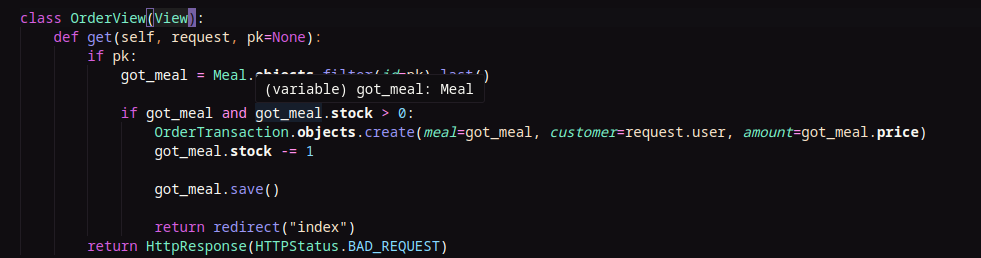 class OrderView(View):
    def get(self, request, pk=None):
        if pk:
            got_meal = Meal.objects.filter(id=pk).last()
(variable) got_meal: Meal
            if got_meal and got_meal.stock > 0:
                OrderTransaction.objects.create(meal=got_meal, customer=request.user, amount=got_meal.price)
                got_meal.stock -= 1
                got_meal.save()
                return redirect("index")
        return HttpResponse(HTTPStatus.BAD_REQUEST)